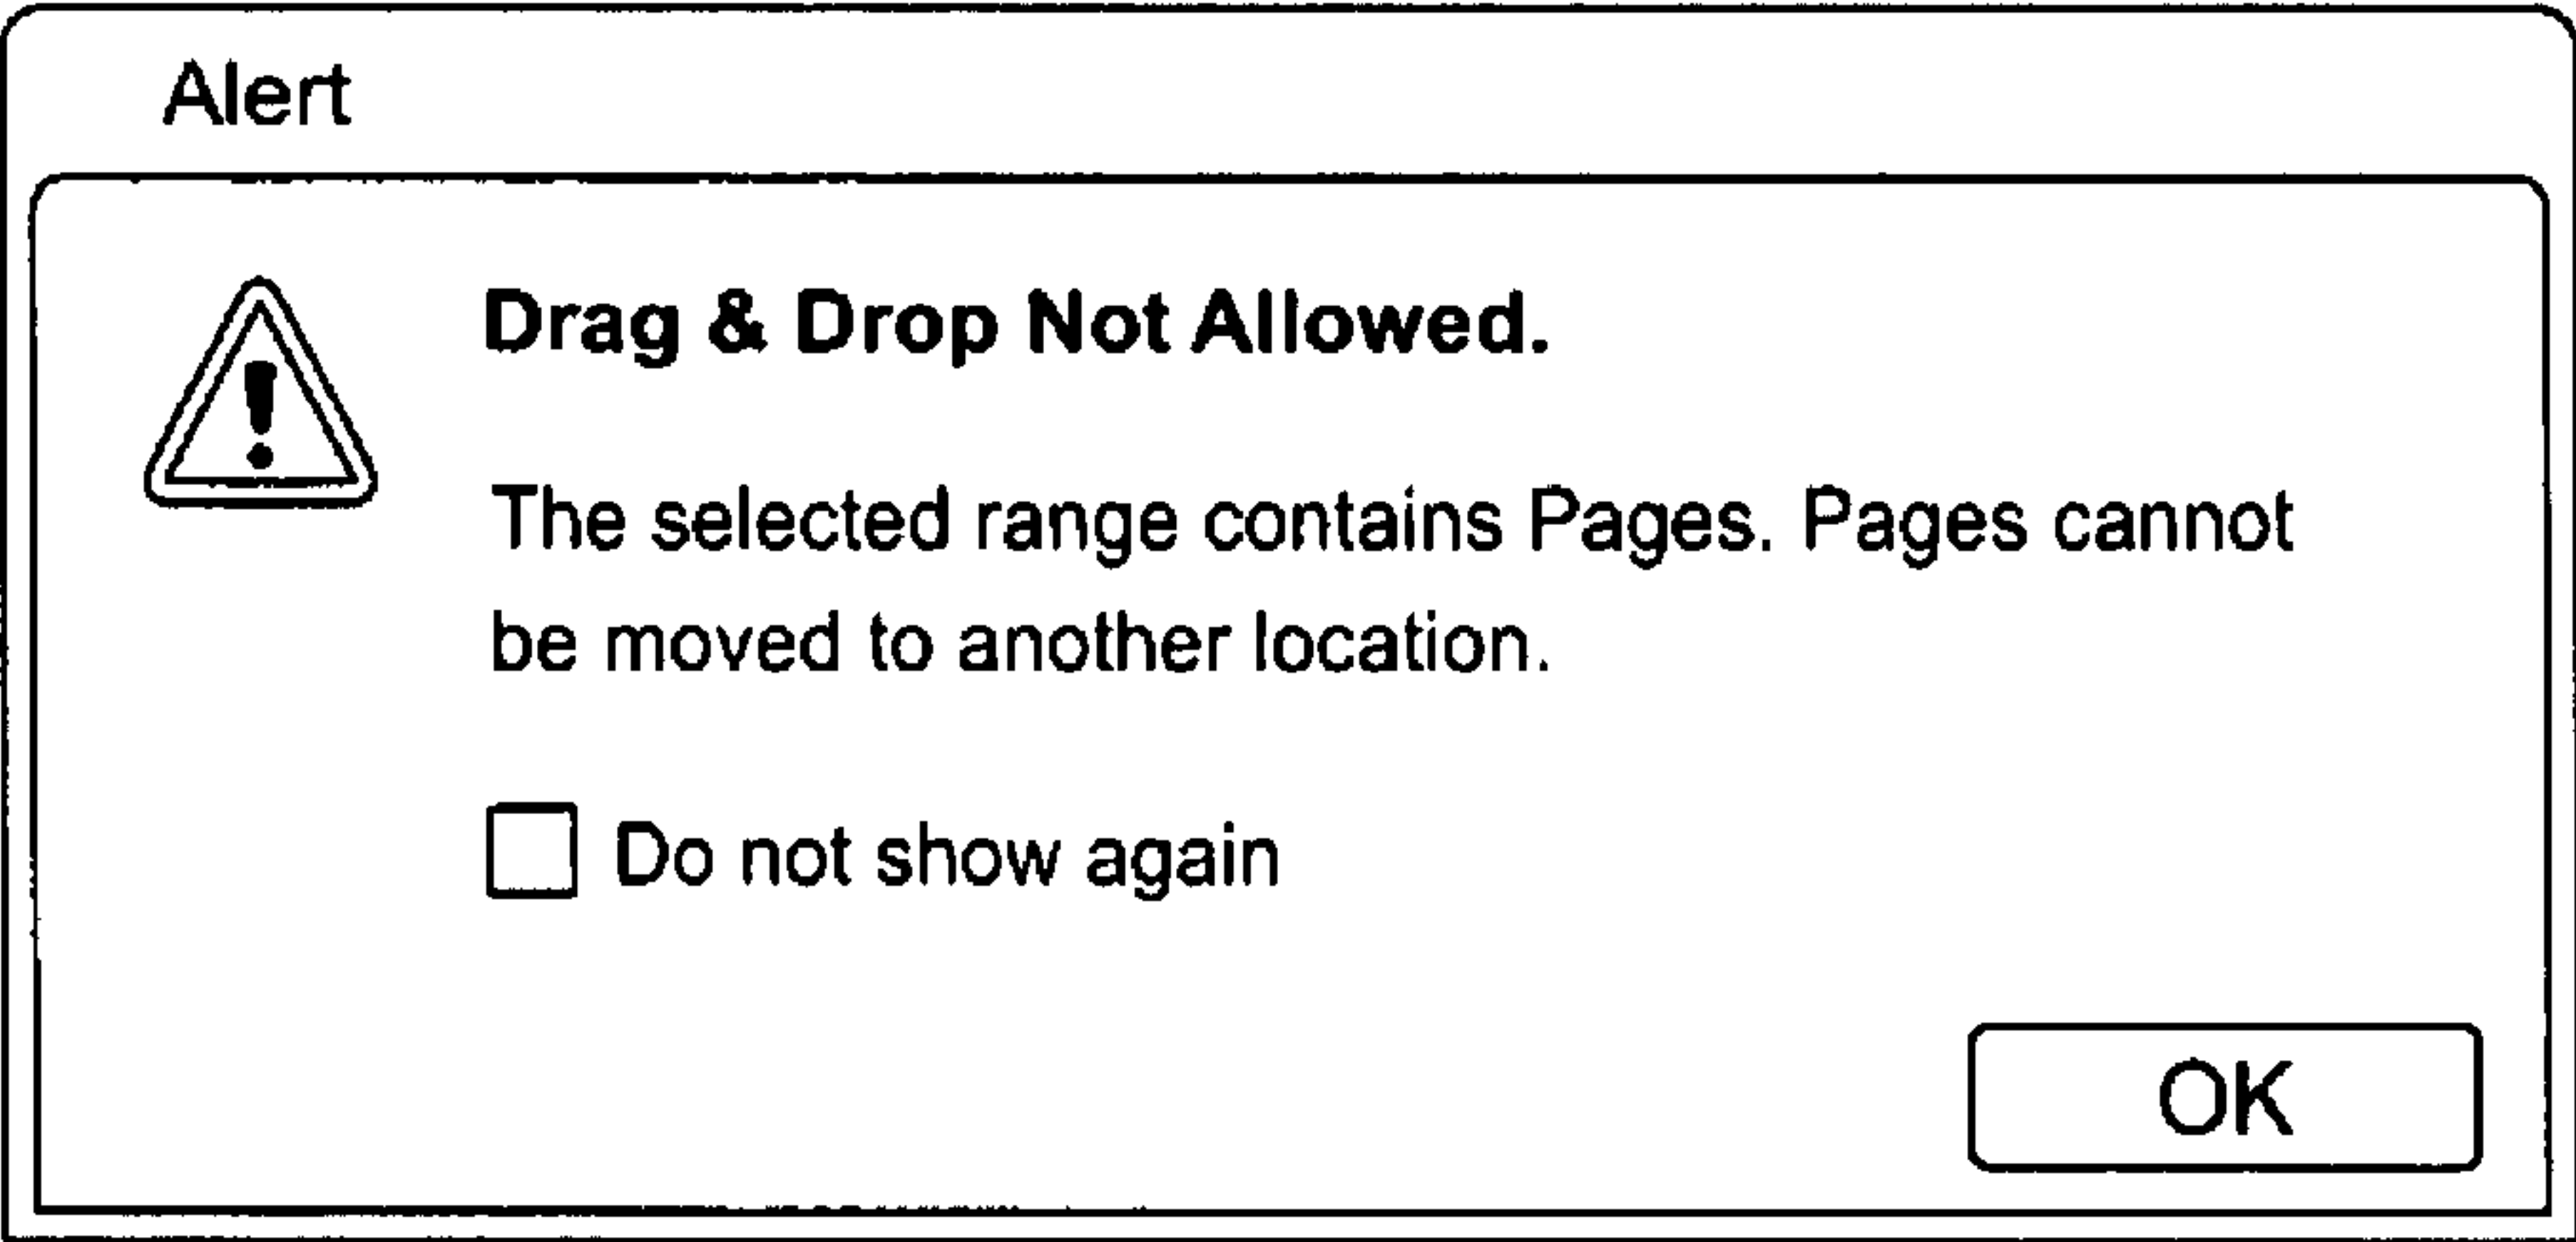 Alert
Drag & Drop Not Allowed.
The selected range contains Pages. Pages cannot
be moved to another location.
Do not show again
OK